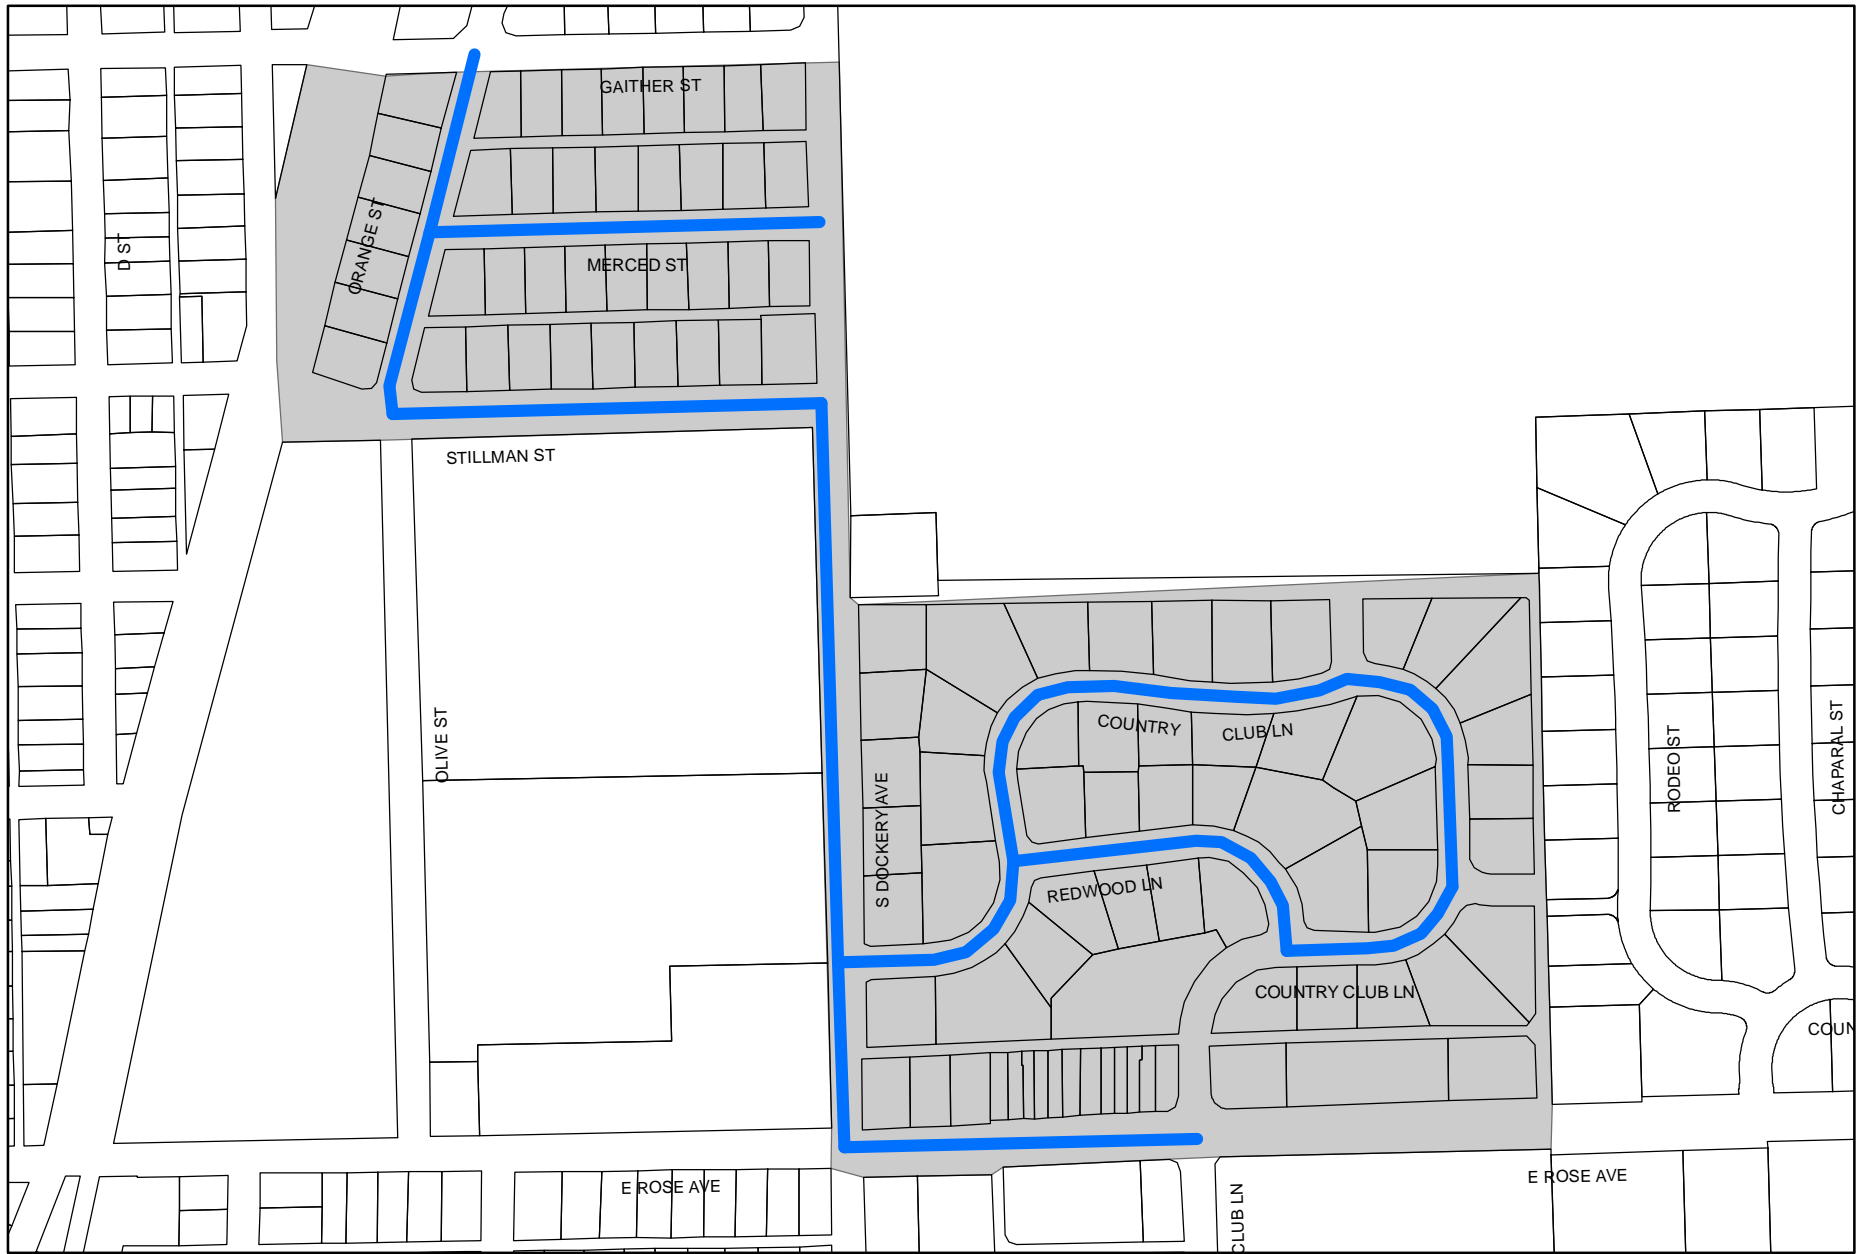 GAITHER ST
ORANGE ST
D ST
MERCED ST
STILLMAN ST
OLIVE ST
COUNTRY CLUB LN
RODEO ST
CHAPARAL ST
S DOCKERY AVE
REDWOOD LN
COUNTRY CLUB LN
COUN
E ROSE AVE
E ROSE AVE
CLUB LN